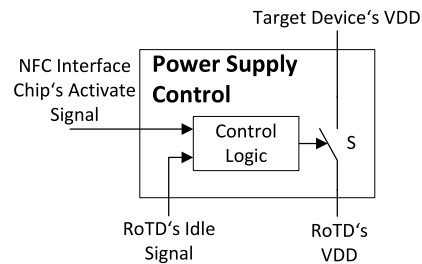 Target Device‘s VDD
NFC Interface
Chip‘s Activate
Signal
Power Supply
Control
Control
Logic
S
RoTD‘s Idle
Signal
RoTD‘s
VDD